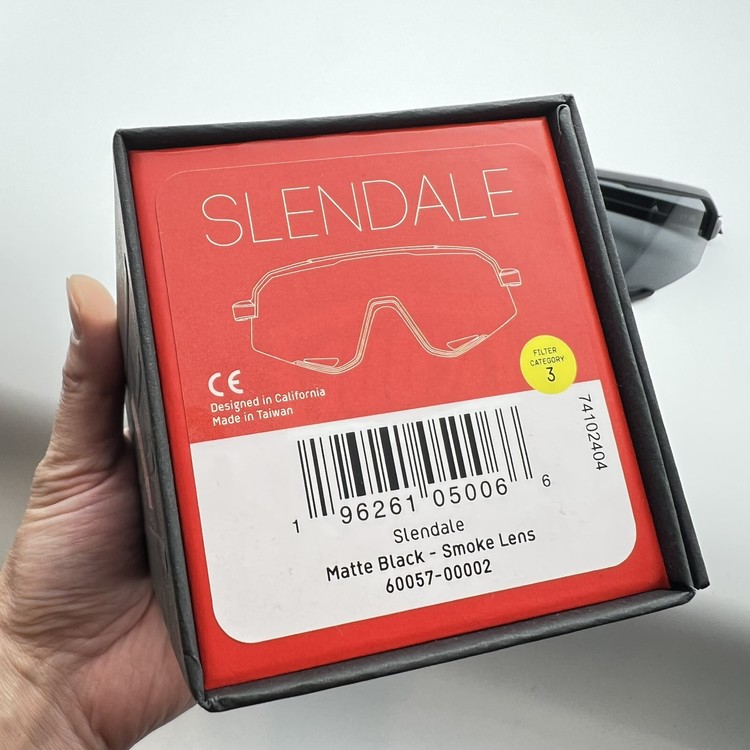 SLENDALE
FILTER
CATEGORY
3
CE
Designed in California
Made in Taiwan
74102404
1 96261 05006 6
Slendale
Matte Black - Smoke Lens
60057-00002